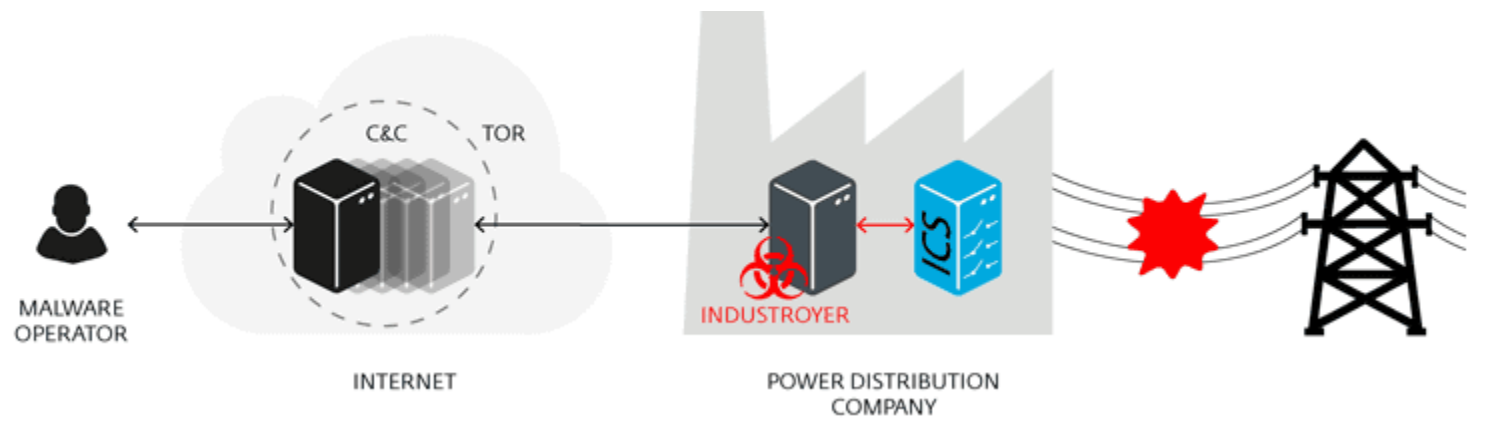 MALWARE
OPERATOR
C&C
TOR
INTERNET
ICS
INDUSTROYER
POWER DISTRIBUTION
COMPANY